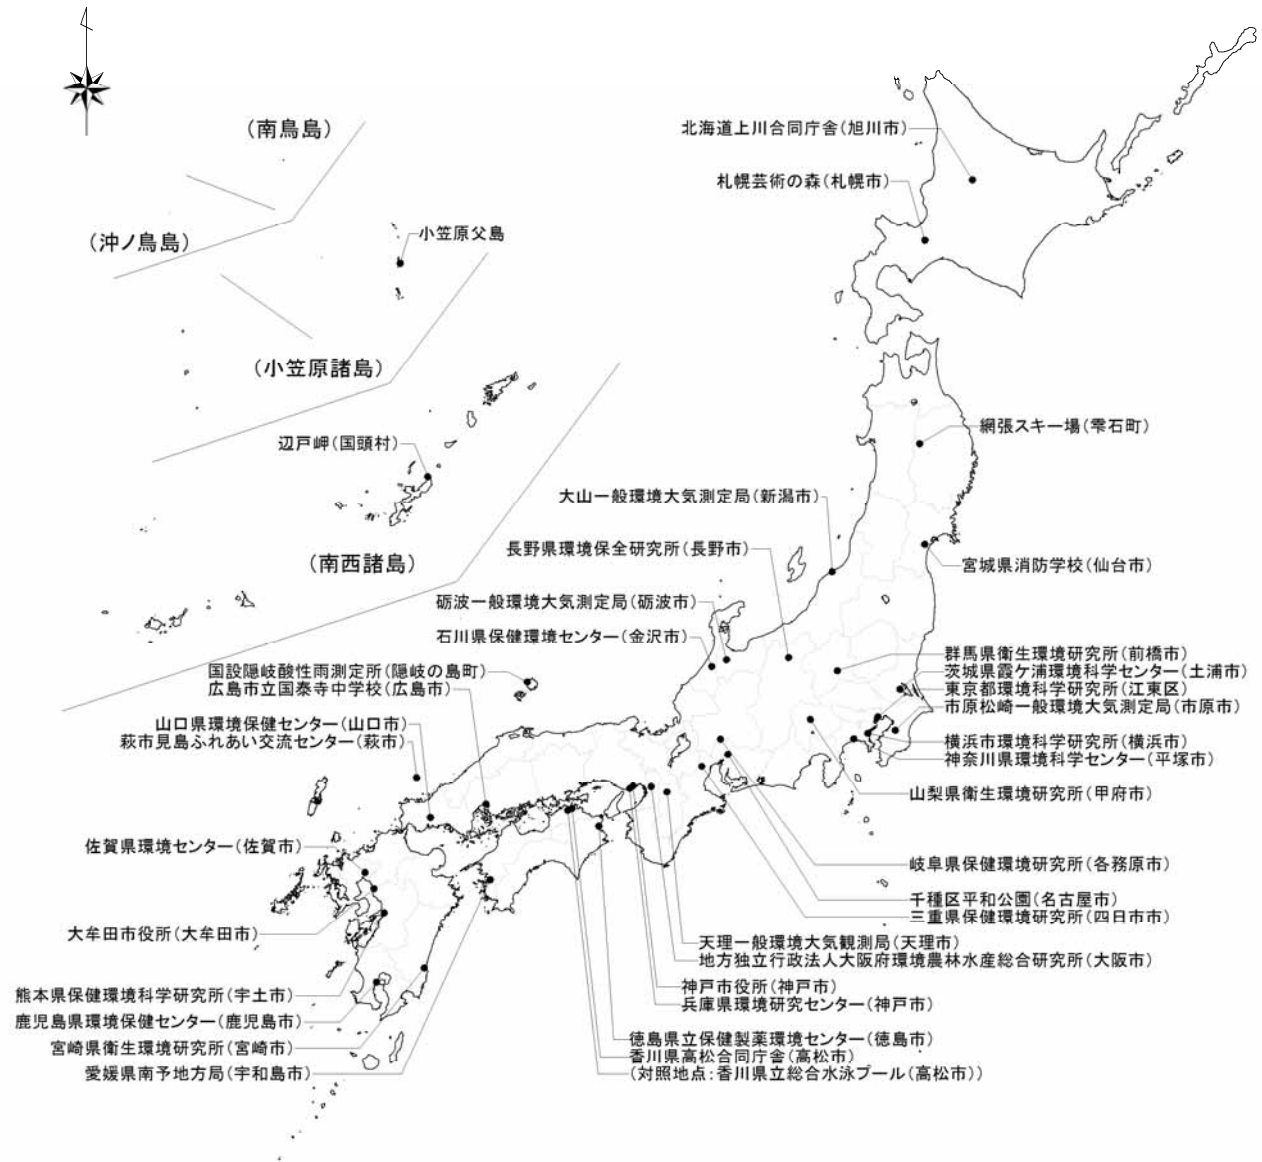 (南鳥島)
北海道上川合同庁舎(旭川市)
札幌芸術の森(札幌市)
(沖ノ鳥島)
小笠原父島
(小笠原諸島)
網張スキー場(雫石町)
辺戸岬(国頭村)
大山一般環境大気測定局(新潟市)
長野県環境保全研究所(長野市)
(南西諸島)
宮城県消防学校(仙台市)
砺波一般環境大気測定局(砺波市)
石川県保健環境センター(金沢市)
群馬県衛生環境研究所(前橋市)
国設隠岐酸性雨測定所(隠岐の島町)
茨城県霞ケ浦環境科学センター(土浦市)
広島市立国泰寺中学校(広島市)
東京都環境科学研究所(江東区)
市原松崎一般環境大気測定局(市原市)
山口県環境保健センター(山口市)
萩市見島ふれあい交流センター(萩市)
横浜市環境科学研究所(横浜市)
神奈川県環境科学センター(平塚市)
山梨県衛生環境研究所(甲府市)
佐賀県環境センター(佐賀市)
岐阜県保健環境研究所(各務原市)
千種区平和公園(名古屋市)
三重県保健環境研究所(四日市市)
大牟田市役所(大牟田市)
天理一般環境大気観測局(天理市)
地方独立行政法人大阪府環境農林水産総合研究所(大阪市)
神戸市役所(神戸市)
熊本県保健環境科学研究所(宇土市)
兵庫県環境研究センター(神戸市)
鹿児島県環境保健センター(鹿児島市)
徳島県立保健製薬環境センター(徳島市)
宮崎県衛生環境研究所(宮崎市)
香川県高松合同庁舎(高松市)
愛媛県南予地方局(宇和島市)
(対照地点:香川県立総合水泳プール(高松市))